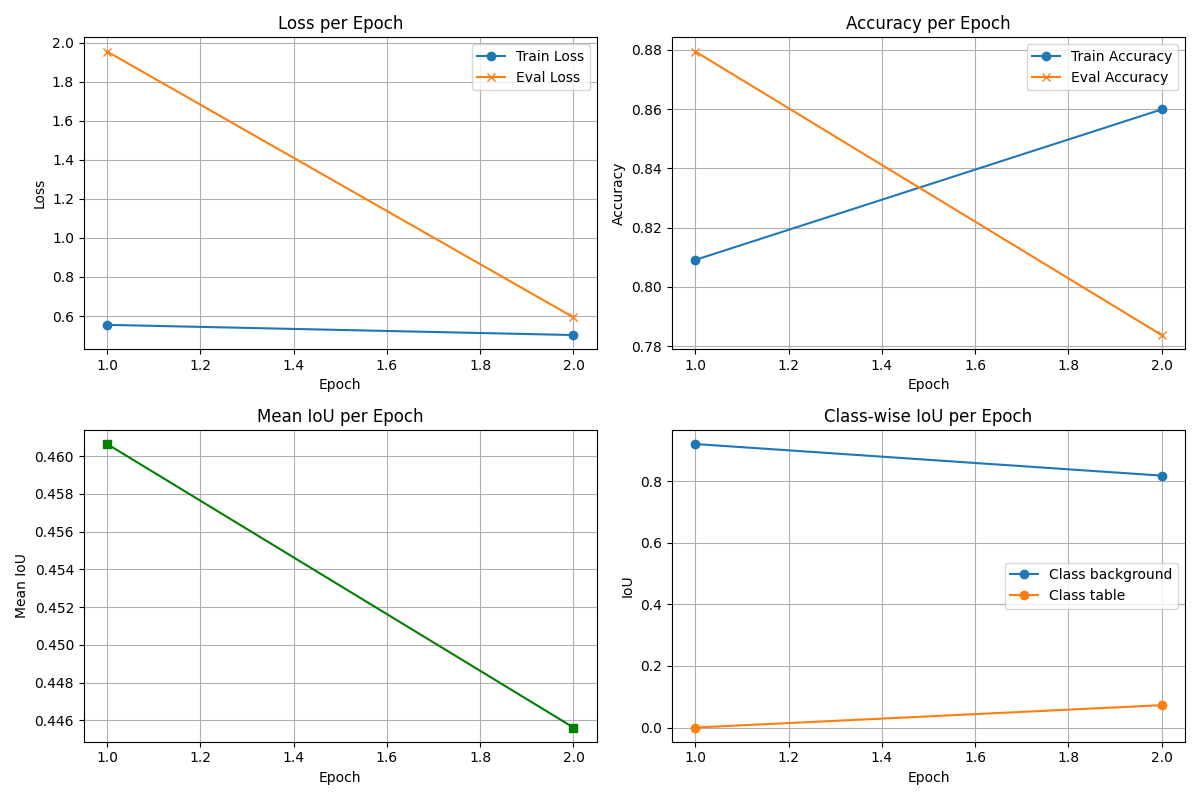 Loss per Epoch
2.0
1.8
1.6
1.4
1.2
1.0
0.8
0.6
Loss
Train Loss
Eval Loss
1.0 1.2 1.4 1.6 1.8 2.0
Epoch
Accuracy per Epoch
0.88
0.86
0.84
0.82
0.80
0.78
Accuracy
Train Accuracy
Eval Accuracy
1.0 1.2 1.4 1.6 1.8 2.0
Epoch
Mean IoU per Epoch
0.460
0.458
0.456
0.454
0.452
0.450
0.448
0.446
Mean IoU
1.0 1.2 1.4 1.6 1.8 2.0
Epoch
Class-wise IoU per Epoch
0.8
0.6
0.4
0.2
0.0
IoU
Class background
Class table
1.0 1.2 1.4 1.6 1.8 2.0
Epoch